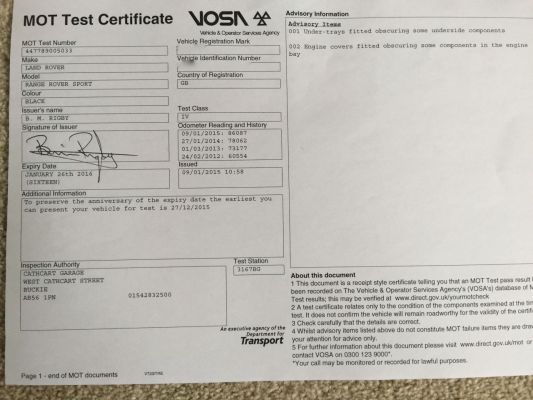 MOT Test Certificate
VOSA
Vehicle & Operator Services Agency
MOT Test Number
447789005033
Make
LAND ROVER
Model
RANGE ROVER SPORT
Colour
BLACK
Issuer's name
B. M. RIGBY
Signature of Issuer
Expiry Date
JANUARY 26th 2016
(SIXTEEN)
Vehicle Registration Mark
Vehicle Identification Number
Country of Registration
GB
Test Class
IV
Odometer Reading and History
09/01/2015: 86087
27/01/2014: 78062
01/03/2013: 73177
24/02/2012: 60554
Issued
09/01/2015 10:58
Additional Information
To preserve the anniversary of the expiry date the earliest you
can present your vehicle for test is 27/12/2015
Inspection Authority
CATHCART GARAGE
WEST CATHCART STREET
BUCKIE
AB56 1PN 01542832500
Test Station
3167BG
An executive agency of the
Department for
Transport
Page 1 - end of MOT documents
Advisory Information
Advisory Items
001 Under-trays fitted obscuring some underside components
002 Engine covers fitted obscuring some components in the engine
bay
About this document
1 This document is a receipt style certificate telling you that an MOT Test pass result
been recorded on The Vehicle & Operator Services Agency's (VOSA's) database of
Test results; this may be verified at www.direct.gov.uk/yourmotcheck
2 A test certificate relates only to the condition of the components examined at the
test. It does not confirm the vehicle will remain roadworthy for the validity of the
3 Check carefully that the details are correct.
4 Whilst advisory items listed above do not constitute MOT failure items they are
your attention for advice only.
5 For further information about this document please visit www.direct.gov.uk/mot or
contact VOSA on 0300 123 9000*.
*Your call may be monitored or recorded for lawful purposes.